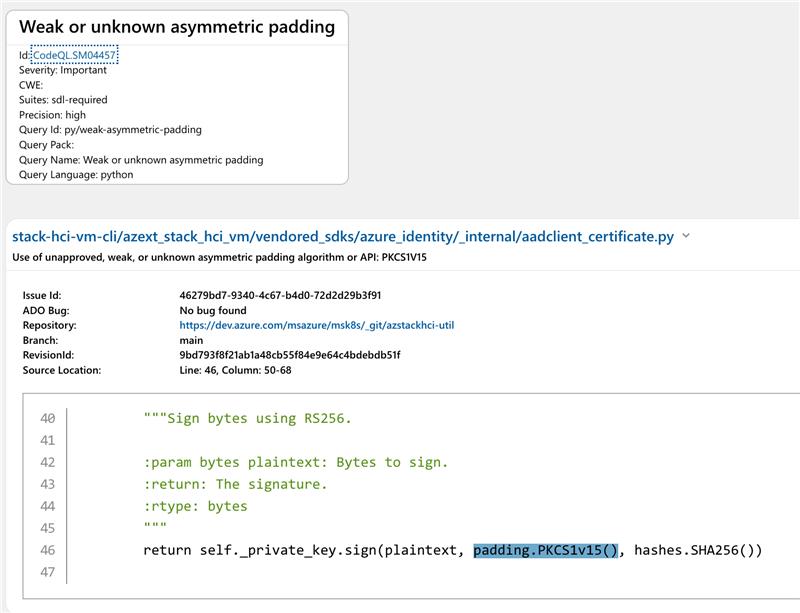 Weak or unknown asymmetric padding
Id: CodeQL.SM04457
Severity: Important
CWE:
Suites: sdl-required
Precision: high
Query Id: py/weak-asymmetric-padding
Query Pack:
Query Name: Weak or unknown asymmetric padding
Query Language: python
stack-hci-vm-cli/azext_stack_hci_vm/vendored_sdks/azure_identity/_internal/aadclient_certificate.py
Use of unapproved, weak, or unknown asymmetric padding algorithm or API: PKCS1V15
Issue Id: 46279bd7-9340-4c67-b4d0-72d2d29b3f91
ADO Bug: No bug found
Repository: https://dev.azure.com/msazure/msk8s/_git/azstackhci-util
Branch: main
RevisionId: 9bd793f8f21ab1a48cb55f84e9e64c4bdebdb51f
Source Location: Line: 46, Column: 50-68
40 """Sign bytes using RS256.
41
42 :param bytes plaintext: Bytes to sign.
43 :return: The signature.
44 :rtype: bytes
45 """
46 return self._private_key.sign(plaintext, padding.PKCS1v15(), hashes.SHA256())
47